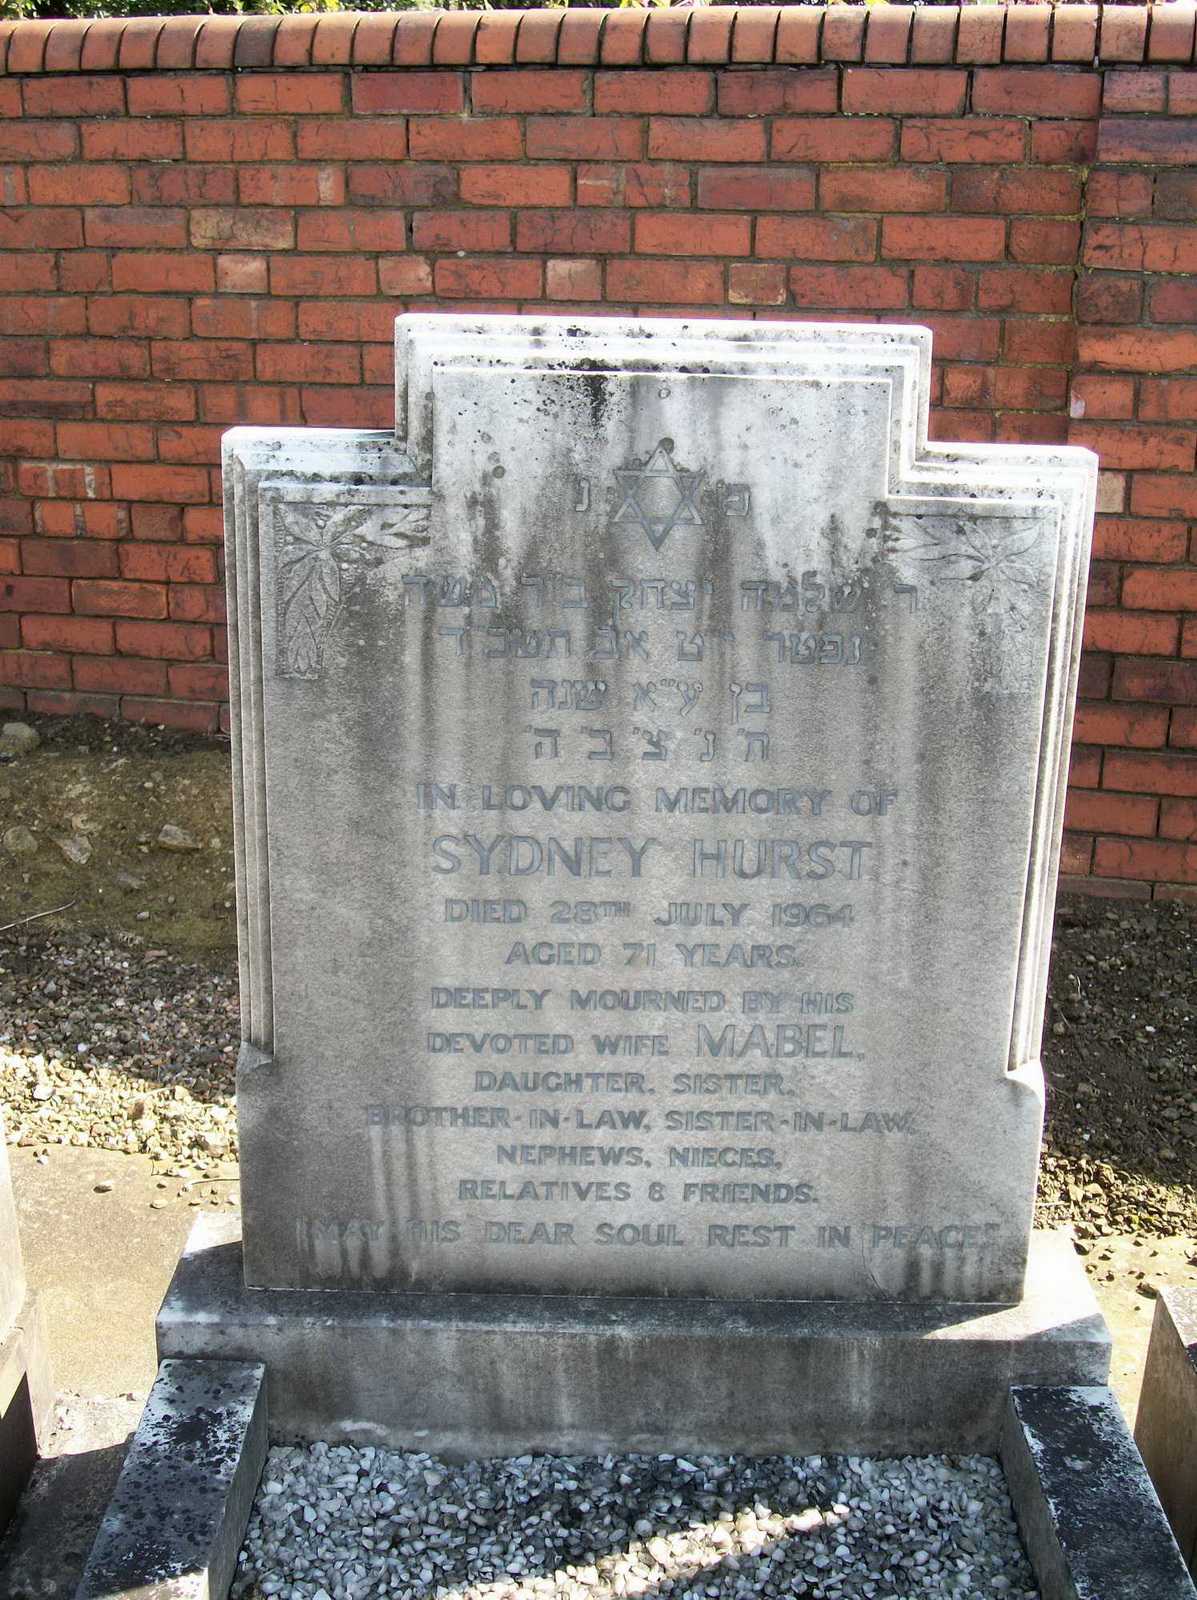 פ' נ'
ר' שלמה יצחק ב"ר משה
נפטר י"ט אב תשכ"ד
בן ע"א שנה
ת' נ' צ' ב' ה'
IN LOVING MEMORY OF
SYDNEY HURST
DIED 28TH JULY 1964
AGED 71 YEARS.
DEEPLY MOURNED BY HIS
DEVOTED WIFE MABEL,
DAUGHTER, SISTER,
BROTHER-IN-LAW, SISTER-IN-LAW,
NEPHEWS, NIECES,
RELATIVES & FRIENDS.
"MAY HIS DEAR SOUL REST IN PEACE"